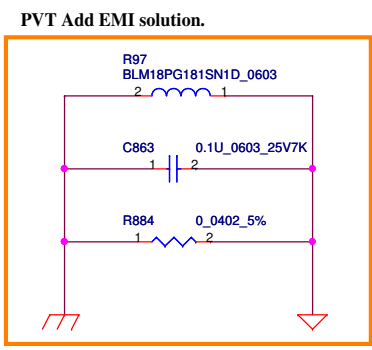 PVT Add EMI solution.
R97
BLM18PG181SN1D_0603
2 1
C863 0.1U_0603_25V7K
1 2
R884 0_0402_5%
1 2